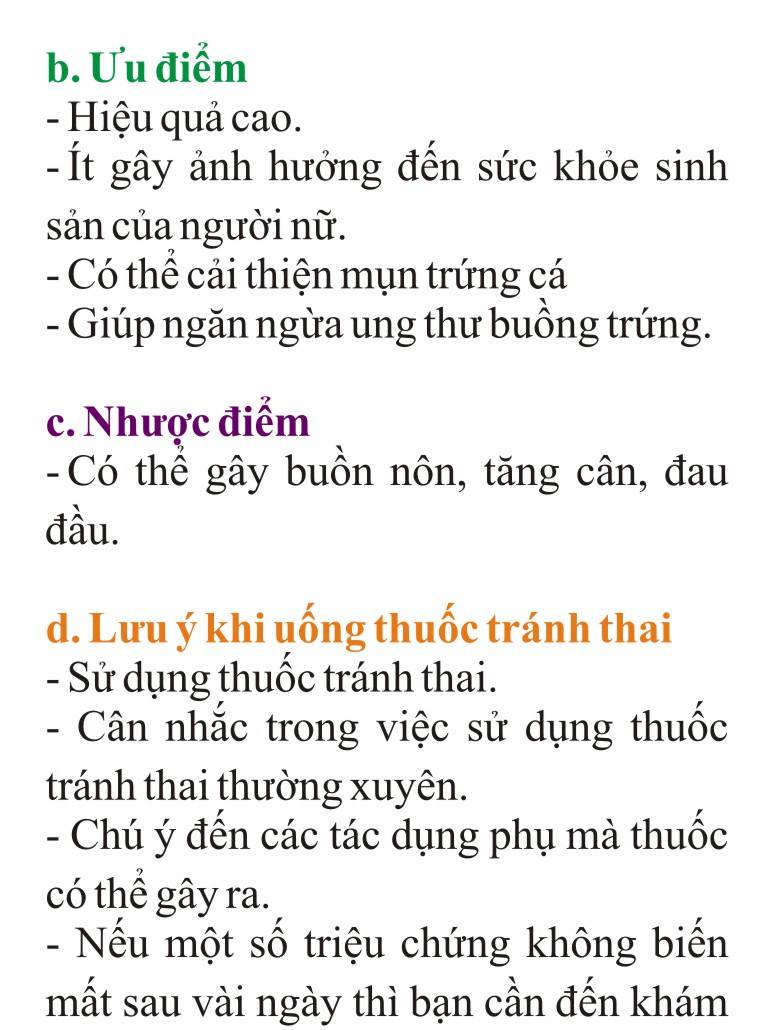 b. Ưu điểm
- Hiệu quả cao.
- Ít gây ảnh hưởng đến sức khỏe sinh
sản của người nữ.
- Có thể cải thiện mụn trứng cá
- Giúp ngăn ngừa ung thư buồng trứng.
c. Nhược điểm
- Có thể gây buồn nôn, tăng cân, đau
đầu.
d. Lưu ý khi uống thuốc tránh thai
- Sử dụng thuốc tránh thai.
- Cân nhắc trong việc sử dụng thuốc
tránh thai thường xuyên.
- Chú ý đến các tác dụng phụ mà thuốc
có thể gây ra.
- Nếu một số triệu chứng không biến
mất sau vài ngày thì bạn cần đến khám